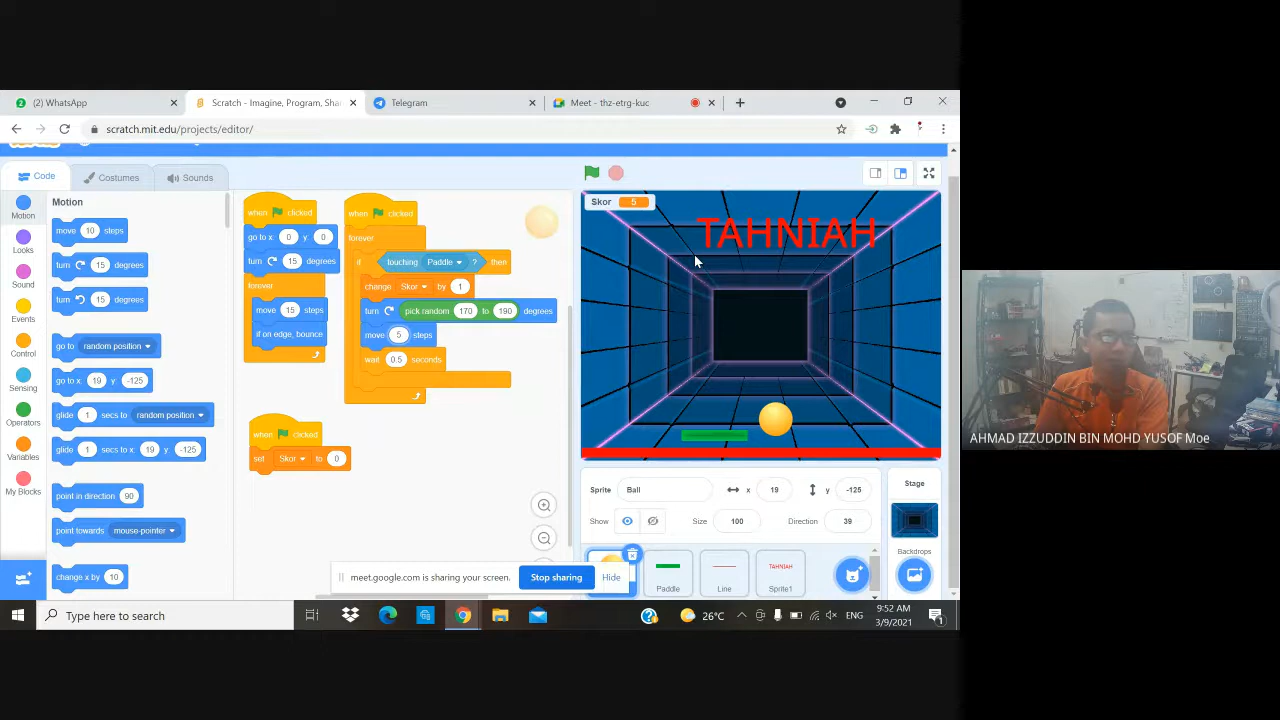 (2) WhatsApp
Scratch - Imagine, Program, Sha
Telegram
Meet - thz-etrg-kuc
scratch.mit.edu/projects/editor/
Code
Costumes
Sounds
Motion
Looks
Sound
Events
Control
Sensing
Operators
Variables
My Blocks
Motion
move 10 steps
turn 15 degrees
turn 15 degrees
go to random position
go to x: 19 y: -125
glide 1 secs to random position
glide 1 secs to x: 19 y: -125
point in direction 90
point towards mouse-pointer
change x by 10
when clicked
go to x: 0 y: 0
turn 15 degrees
forever
move 15 steps
if on edge, bounce
when clicked
forever
if touching Paddle ? then
change Skor by 1
turn pick random 170 to 190 degrees
move 5 steps
wait 0.5 seconds
when clicked
set Skor to 0
Skor 5
TAHNIAH
Sprite Ball x 19 y -125
Show Size 100 Direction 39
Stage
Backdrops
Paddle
Line
TAHNIAH
Sprite1
meet.google.com is sharing your screen.
Stop sharing
Hide
Type here to search
26°C
ENG
9:52 AM
3/9/2021
1
AHMAD IZZUDDIN BIN MOHD YUSOF Moe